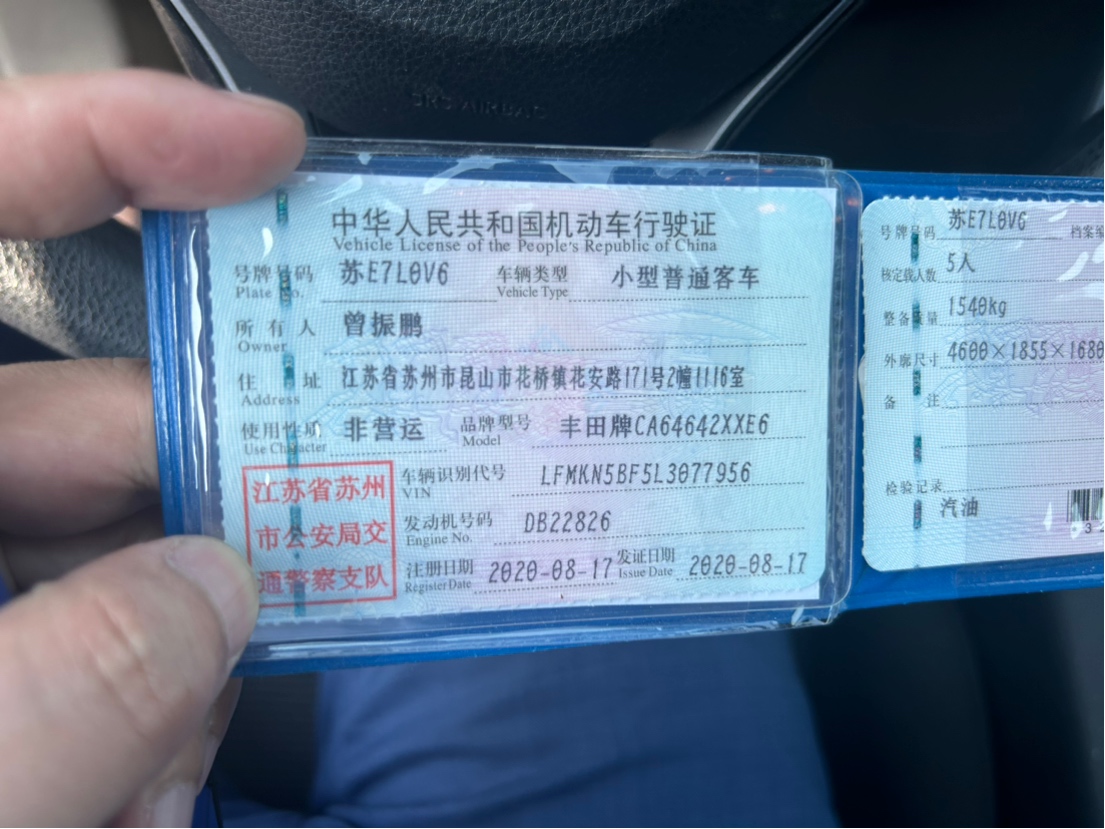 SRS AIRBAG
中华人民共和国机动车行驶证
Vehicle License of the People's Republic of China
号牌号码 苏E7L0V6 车辆类型 小型普通客车
Plate No. Vehicle Type
所有人 曾振鹏
Owner
住址 江苏省苏州市昆山市花桥镇花安路171号2幢1116室
Address
使用性质 非营运 品牌型号 丰田牌CA64642XXE6
Use Character Model
江苏省苏州
市公安局交
通警察支队
车辆识别代号 LFMKN5BF5L3077956
VIN
发动机号码 DB22826
Engine No.
注册日期 2020-08-17 发证日期 2020-08-17
Register Date Issue Date
号牌号码 苏E7L0V6 档案编
核定载人数 5人
整备质量 1540kg
外廓尺寸 4600×1855×1680
备注
检验记录
汽油